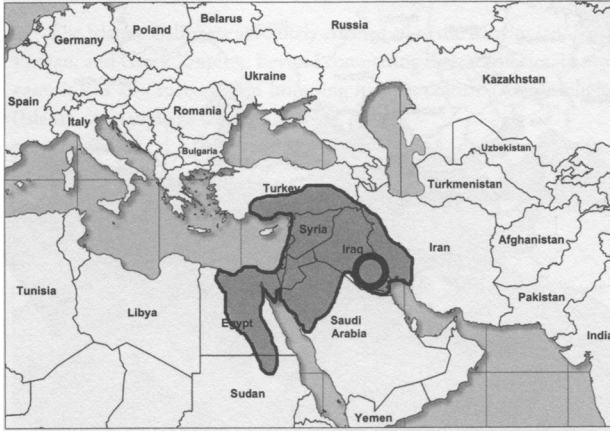 Belarus
Poland
Russia
Germany
Ukraine
Kazakhstan
Spain
Romania
Italy
Uzbekistan
Bulgaria
Turkey
Turkmenistan
Syria
Iraq
Iran
Afghanistan
Tunisia
Pakistan
Libya
Egypt
Saudi
Arabia
India
Sudan
Yemen